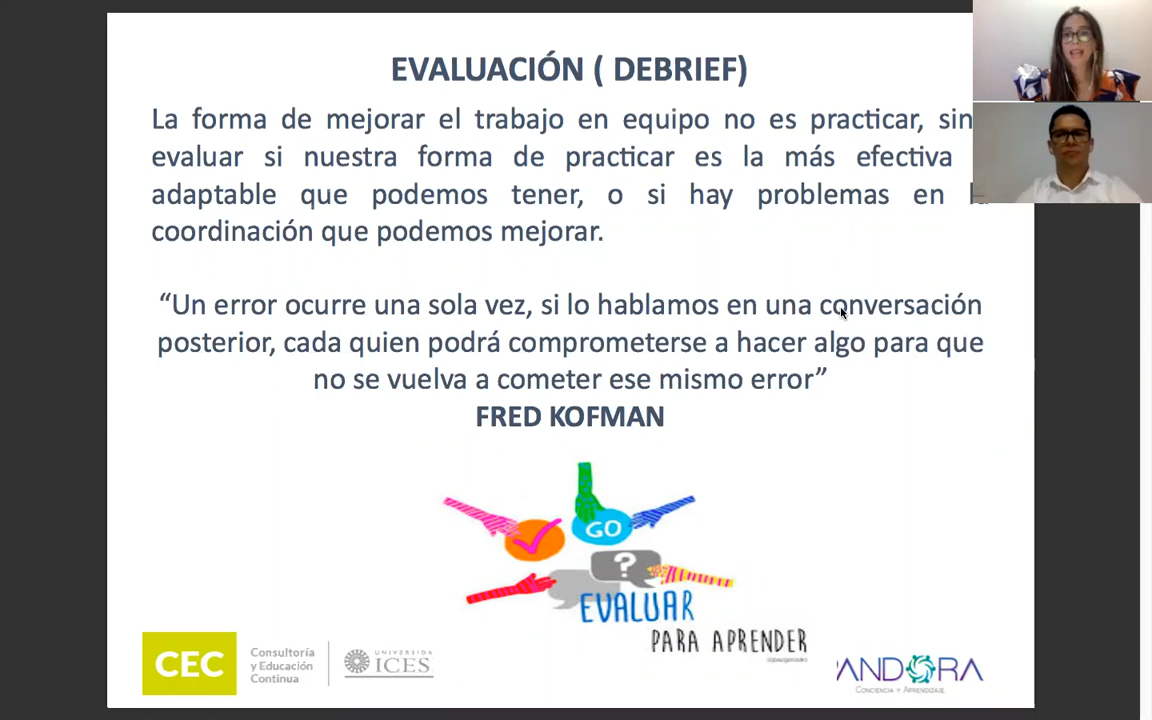 EVALUACIÓN ( DEBRIEF)
La forma de mejorar el trabajo en equipo no es practicar, sin
evaluar si nuestra forma de practicar es la más efectiva
adaptable que podemos tener, o si hay problemas en
coordinación que podemos mejorar.
“Un error ocurre una sola vez, si lo hablamos en una conversación
posterior, cada quien podrá comprometerse a hacer algo para que
no se vuelva a cometer ese mismo error”
FRED KOFMAN
GO
?
EVALUAR
PARA APRENDER
CEC
Consultoría
y Educación
Continua
UNIVERSIDA
ICES
ANDORA
CONCIENCIA Y APRENDIZAJE